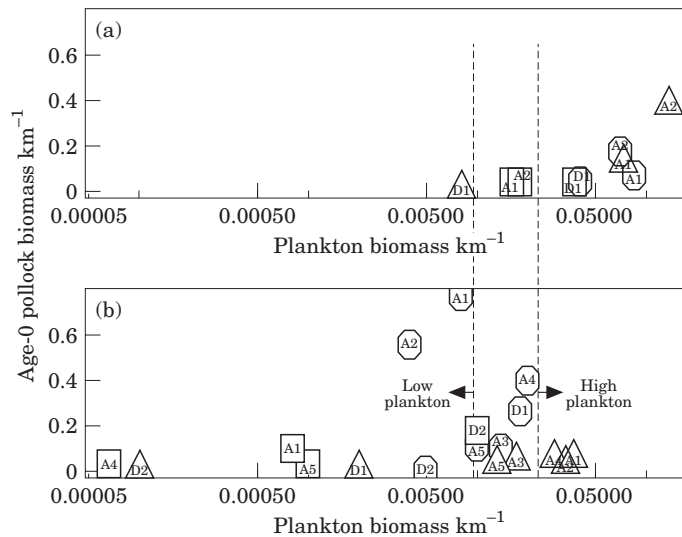 (a)
Age-0 pollock biomass km⁻¹
0.6
0.4
0.2
0
A2
A2
A1
A1
D1
A1
A2
D1
D1
0.00005
0.00050
0.00500
0.05000
Plankton biomass km⁻¹
(b)
0.6
0.4
0.2
0
A1
A2
A4
Low plankton
High plankton
D1
D2
A1
A3
A5
A4
D2
A5
D1
D2
A5
A3
A4
A2
A1
0.00005
0.00050
0.00500
0.05000
Plankton biomass km⁻¹